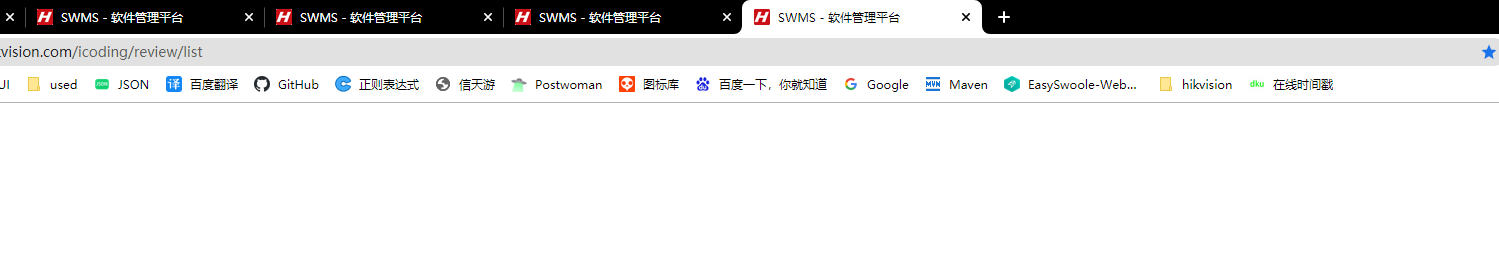 SWMS - 软件管理平台 SWMS - 软件管理平台 SWMS - 软件管理平台 SWMS - 软件管理平台
vision.com/icoding/review/list
UI used JSON 百度翻译 GitHub 正则表达式 信天游 Postwoman 图标库 百度一下，你就知道 Google Maven EasySwoole-Web... hikvision 在线时间戳